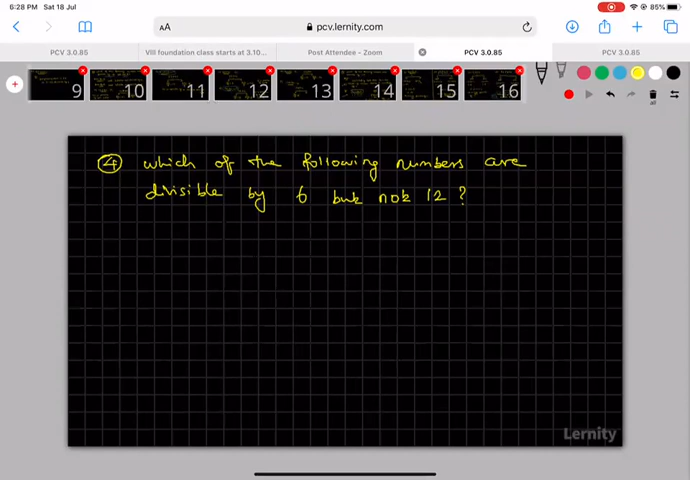 6:28 PM Sat 18 Jul 85%
AA pcv.lernity.com
PCV 3.0.85 VIII foundation class starts at 3.10... Post Attendee - Zoom PCV 3.0.85 PCV 3.0.85
9 10 11 12 13 14 15 16
all
4 which of the following numbers are
divisible by 6 but not 12 ?
Lernity